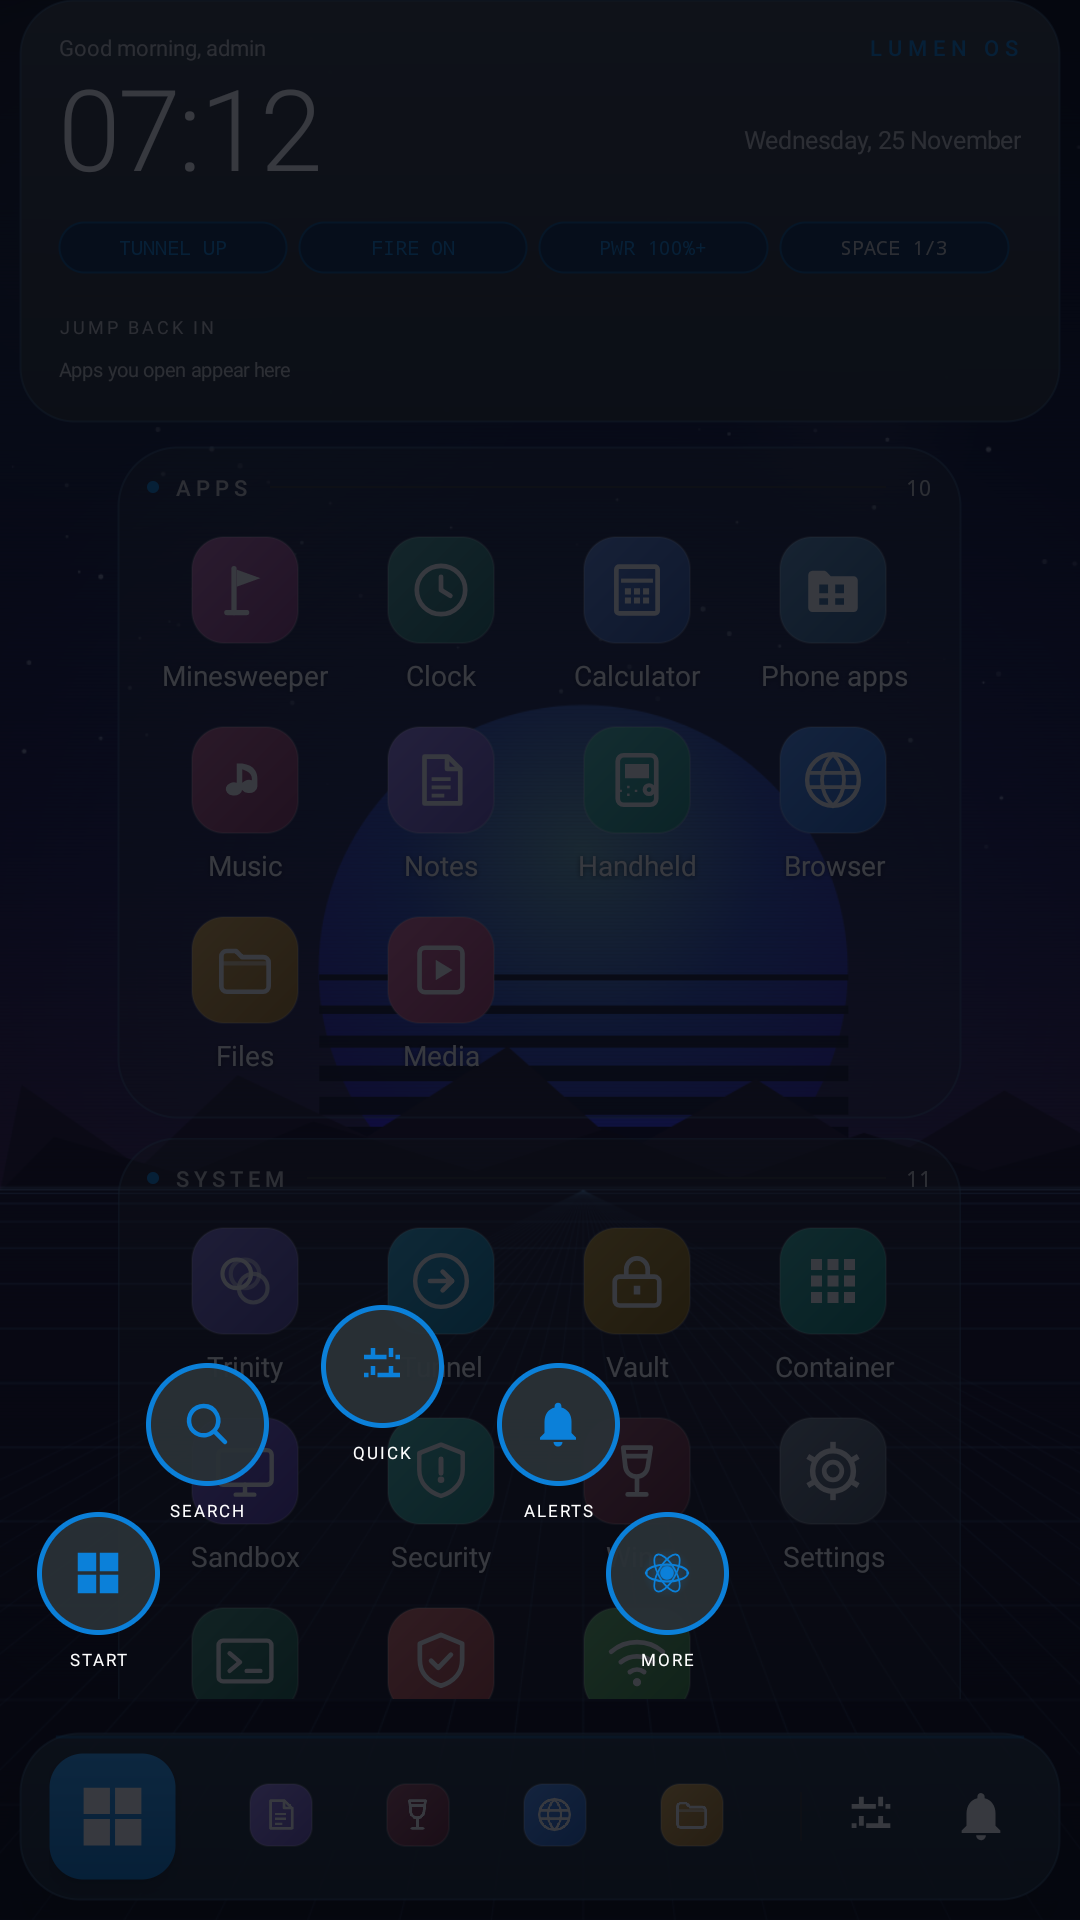 Good morning, admin
LUMEN OS
07:12
Wednesday, 25 November
TUNNEL UP
FIRE ON
PWR 100%+
SPACE 1/3
JUMP BACK IN
Apps you open appear here
APPS
10
Minesweeper
Clock
Calculator
Phone apps
Music
Notes
Handheld
Browser
Files
Media
SYSTEM
11
Trinity
Vault
Container
QUICK
SEARCH
ALERTS
Sandbox
Security
Settings
START
MORE